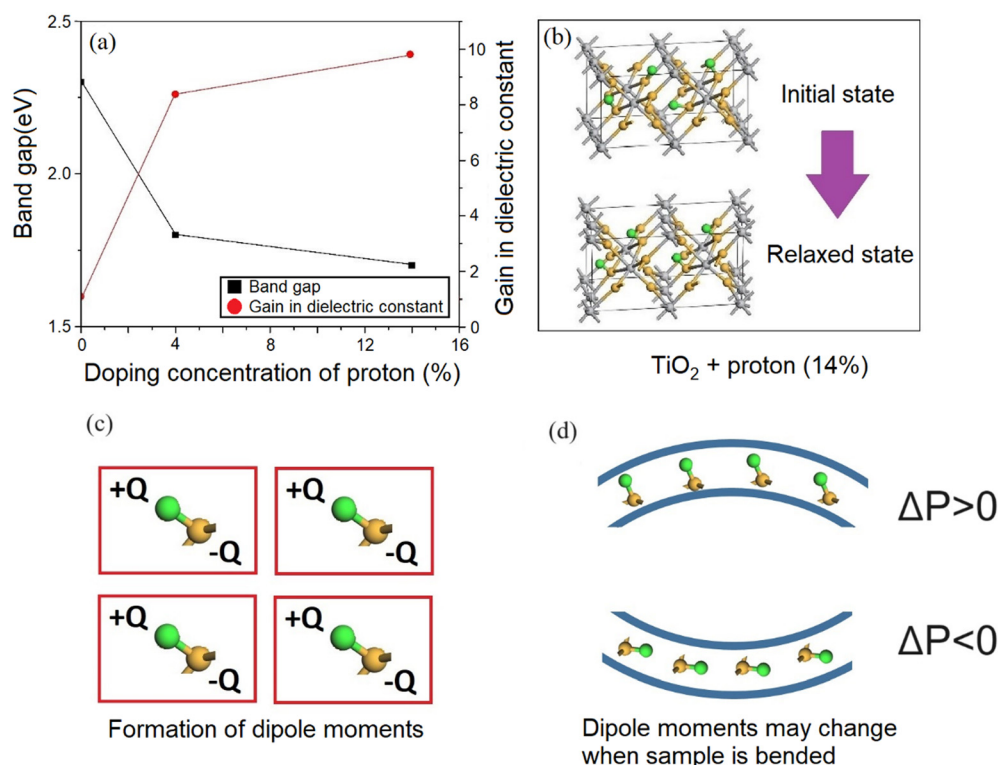 (a)
2.5
2.0
1.5
Band gap(eV)
10
8
6
4
2
0
Gain in dielectric constant
Band gap
Gain in dielectric constant
0
4
8
12
16
Doping concentration of proton (%)
(b)
Initial state
Relaxed state
TiO₂ + proton (14%)
(c)
+Q
-Q
+Q
-Q
+Q
-Q
+Q
-Q
Formation of dipole moments
(d)
ΔP>0
ΔP<0
Dipole moments may change
when sample is bended